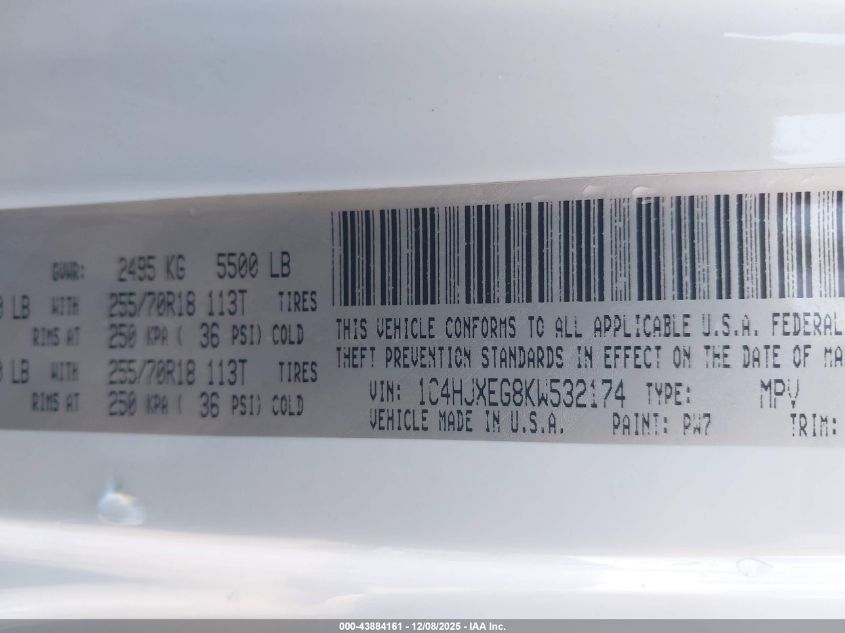 GVWR: 2495 KG 5500 LB
LB WITH 255/70R18 113T TIRES
RIMS AT 250 KPA ( 36 PSI) COLD
LB WITH 255/70R18 113T TIRES
RIMS AT 250 KPA ( 36 PSI) COLD
THIS VEHICLE CONFORMS TO ALL APPLICABLE U.S.A. FEDERAL
THEFT PREVENTION STANDARDS IN EFFECT ON THE DATE OF MA
VIN: 1C4HJXEG8KW532174 TYPE: MPV
VEHICLE MADE IN U.S.A. PAINT: PW7 TRIM:
000-43884161 - 12/08/2025 - IAA Inc.